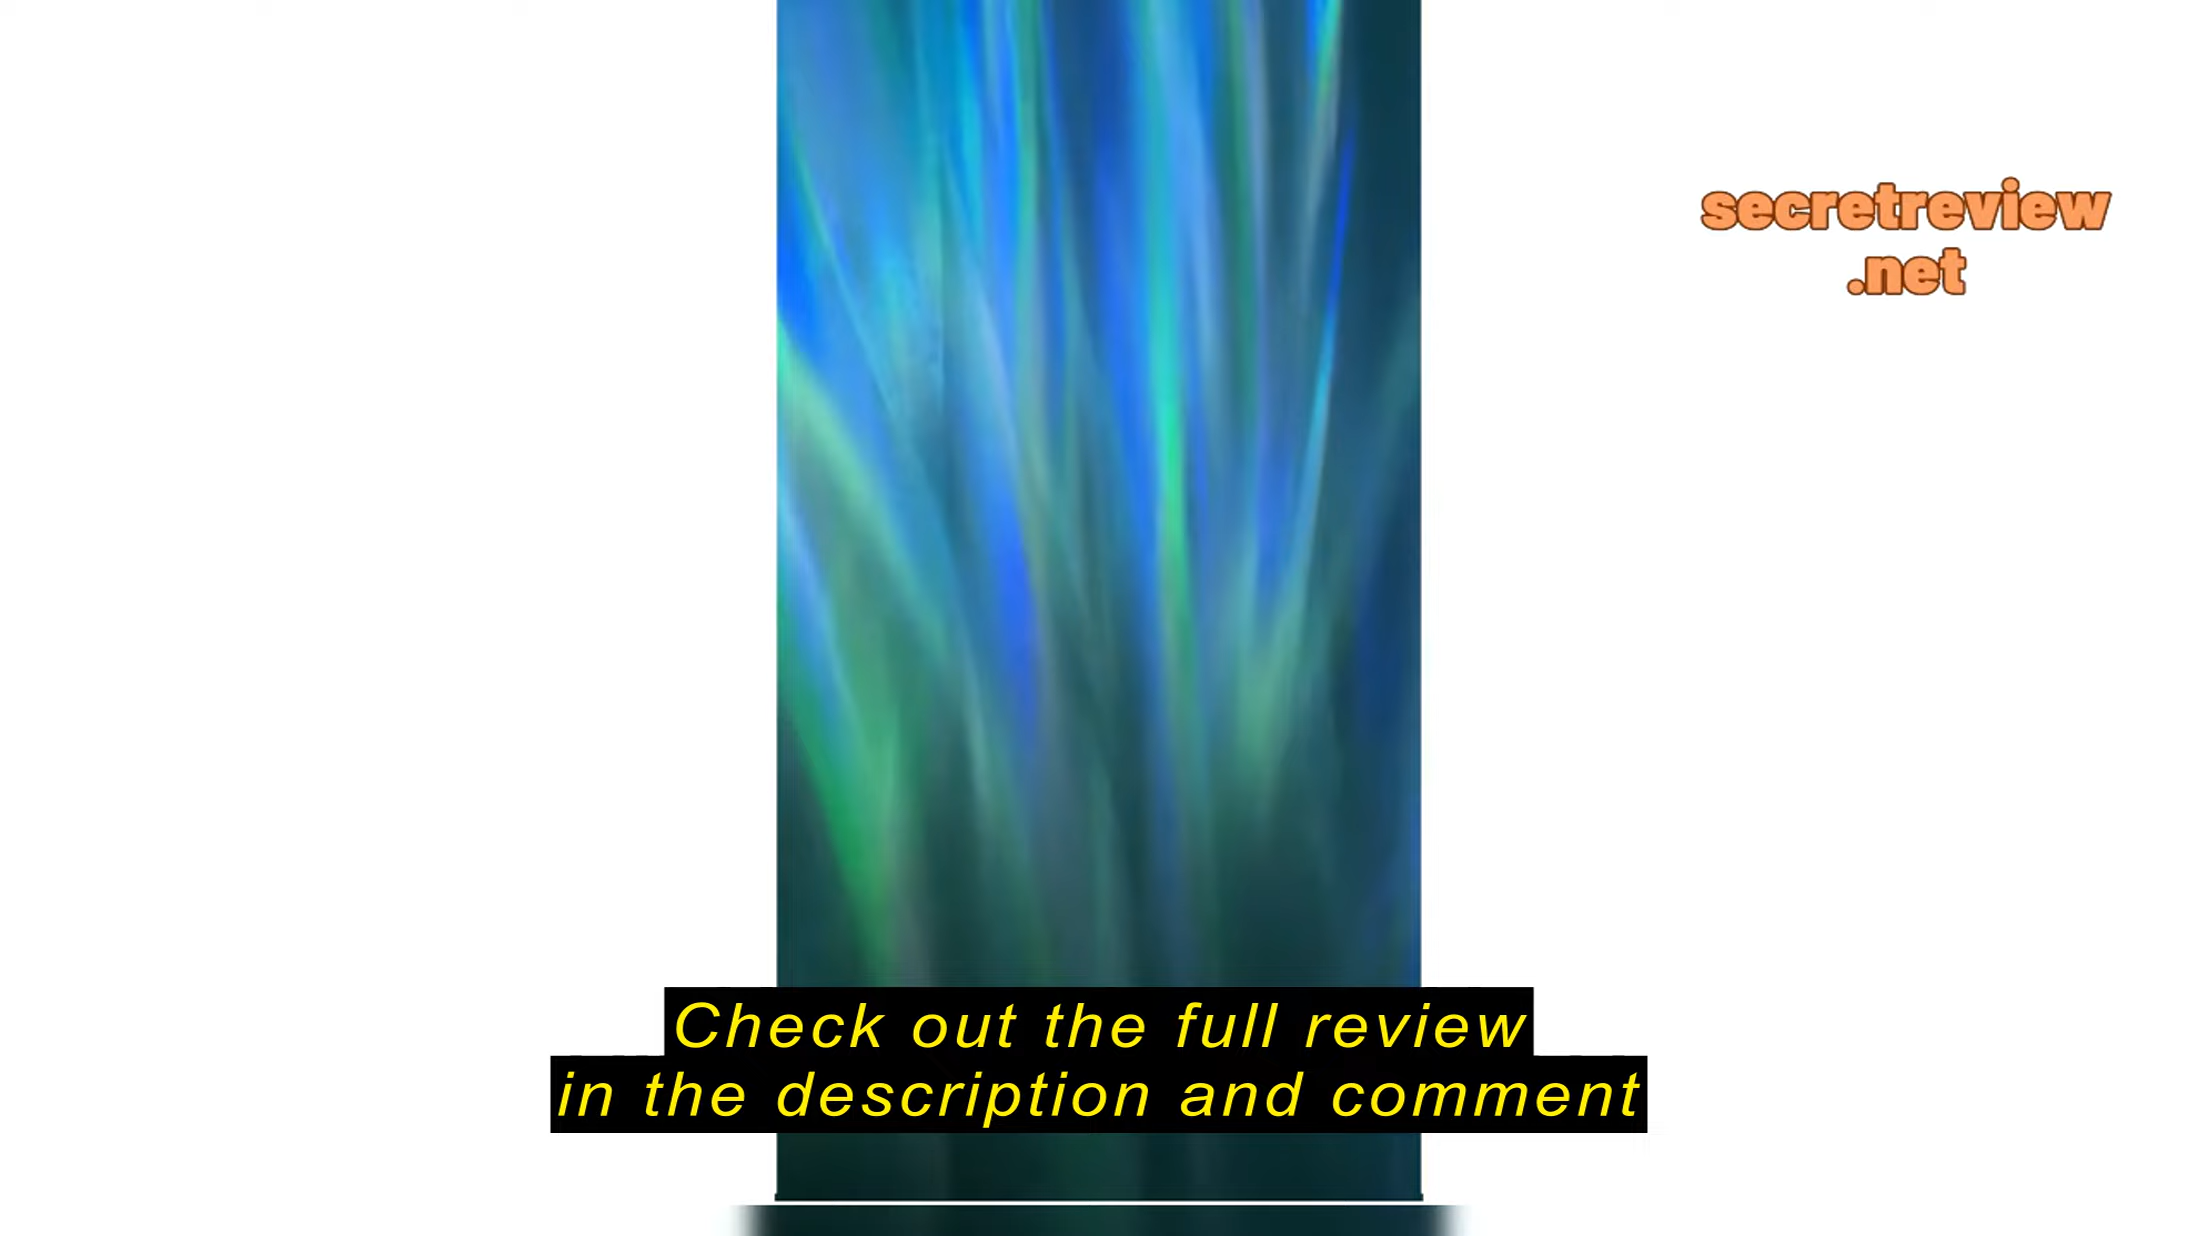 secretreview
.net
Check out the full review
in the description and comment